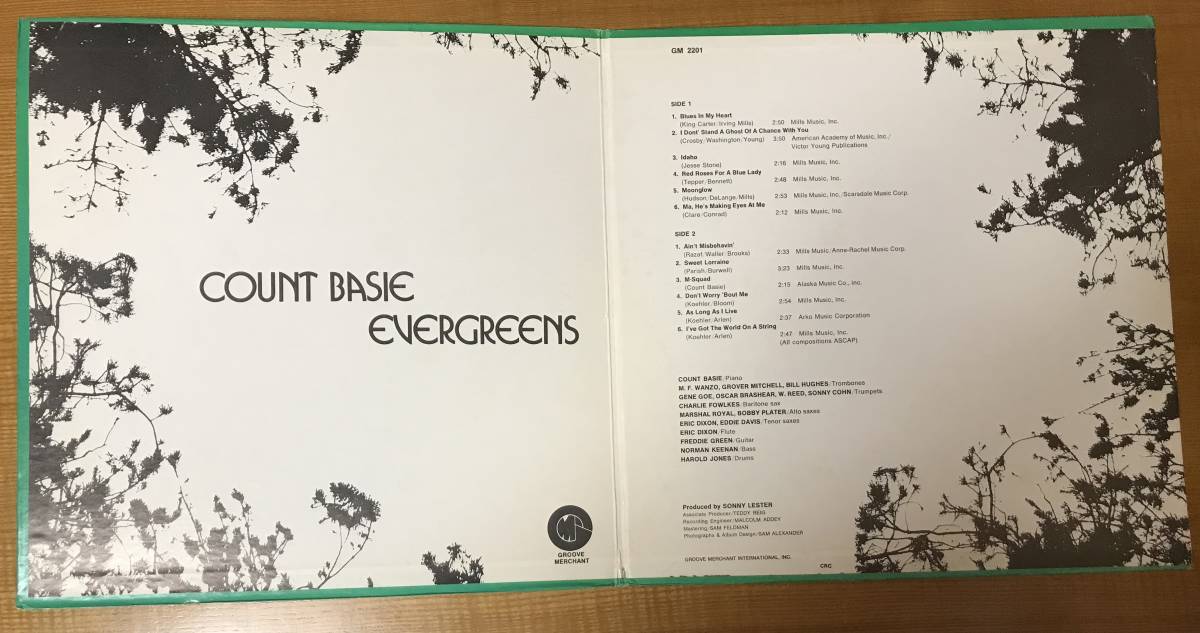 COUNT BASIE
EVERGREENS
GROOVE
MERCHANT
GM 2201
SIDE 1
1. Blues In My Heart
(King Carter/Irving Mills) 2:50 Mills Music, Inc.
2. I Dont' Stand A Ghost Of A Chance With You
(Crosby/Washington/Young) 3:50 American Academy of Music, Inc./
Victor Young Publications
3. Idaho
(Jesse Stone) 2:16 Mills Music, Inc.
4. Red Roses For A Blue Lady
(Tepper/Bennett) 2:48 Mills Music, Inc.
5. Moonglow
(Hudson/DeLange/Mills) 2:53 Mills Music, Inc./Scarsdale Music Corp.
6. Ma, He's Making Eyes At Me
(Clare/Conrad) 2:12 Mills Music, Inc.
SIDE 2
1. Ain't Misbehavin'
(Razaf/Waller/Brooks) 2:33 Mills Music/Anne-Rachel Music Corp.
2. Sweet Lorraine
(Parish/Burwell) 3:23 Mills Music, Inc.
3. M-Squad
(Count Basie) 2:15 Alaska Music Co., Inc.
4. Don't Worry 'Bout Me
(Koehler/Bloom) 2:54 Mills Music, Inc.
5. As Long As I Live
(Koehler/Arlen) 2:37 Arko Music Corporation
6. I've Got The World On A String
(Koehler/Arlen) 2:47 Mills Music, Inc.
(All compositions ASCAP)
COUNT BASIE/Piano
M. F. WANZO, GROVER MITCHELL, BILL HUGHES/Trombones
GENE GOE, OSCAR BRASHEAR, W. REED, SONNY COHN/Trumpets
CHARLIE FOWLKES/Baritone sax
MARSHAL ROYAL, BOBBY PLATER/Alto saxes
ERIC DIXON, EDDIE DAVIS/Tenor saxes
ERIC DIXON/Flute
FREDDIE GREEN/Guitar
NORMAN KEENAN/Bass
HAROLD JONES/Drums
Produced by SONNY LESTER
Associate Producer/TEDDY REIG
Recording Engineer/MALCOLM ADDEY
Mastering/SAM FELDMAN
Photographs & Album Design/SAM ALEXANDER
GROOVE MERCHANT INTERNATIONAL, INC.
CRC